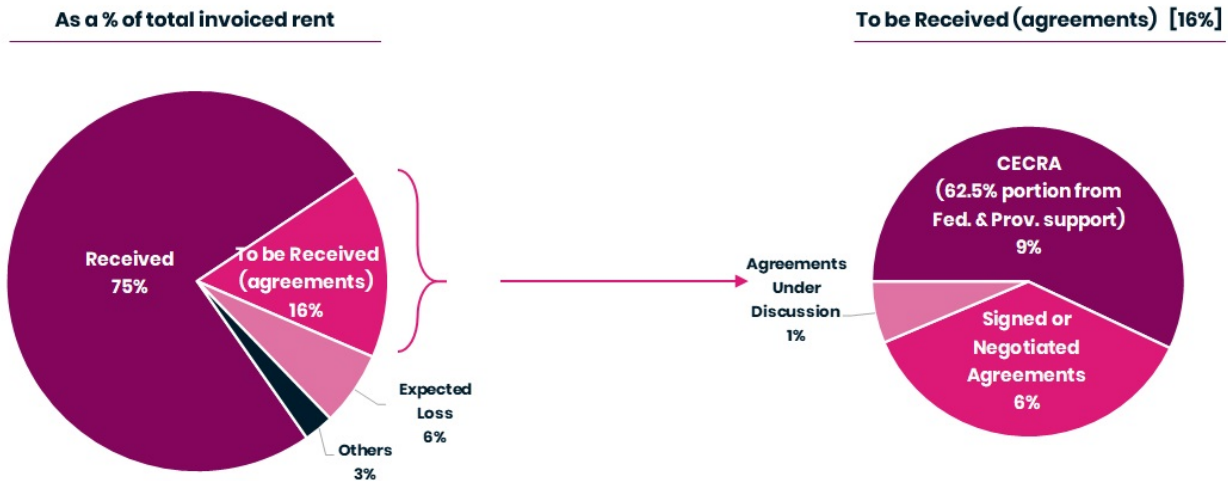 As a % of total invoiced rent
Received
75%
To be Received
(agreements)
16%
Expected
Loss
6%
Others
3%
To be Received (agreements) [16%]
CECRA
(62.5% portion from
Fed. & Prov. support)
9%
Agreements
Under
Discussion
1%
Signed or
Negotiated
Agreements
6%